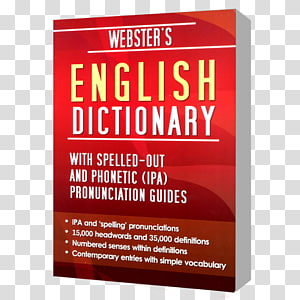 WEBSTER'S
ENGLISH
DICTIONARY
WITH SPELLED-OUT
AND PHONETIC (IPA)
PRONUNCIATION GUIDES
• IPA and 'spelling' pronunciations
• 15,000 headwords and 35,000 definitions
• Numbered senses within definitions
• Contemporary entries with simple vocabulary